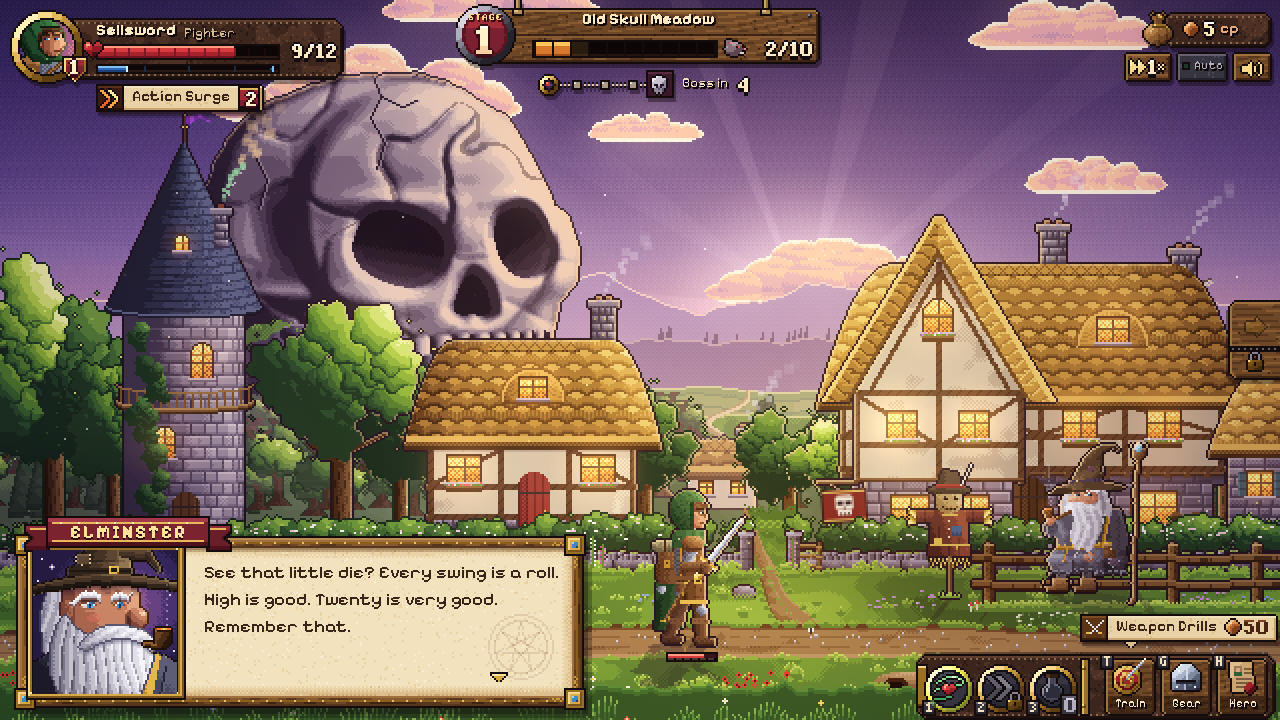 Sellsword Fighter
9/12
1
Action Surge 2
STAGE
1
Old Skull Meadow
2/10
Boss in 4
5 cp
1x
Auto
ELMINSTER
See that little die? Every swing is a roll.
High is good. Twenty is very good.
Remember that.
Weapon Drills 50
1
2
3
0
T
Train
G
Gear
H
Hero